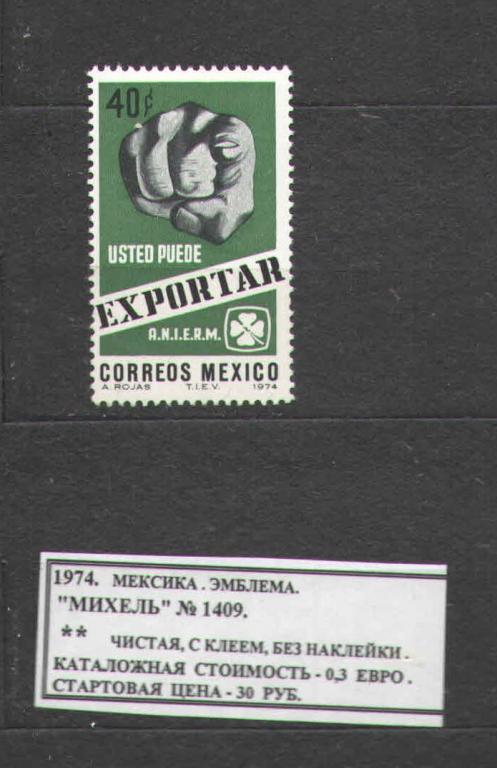 40¢
USTED PUEDE
EXPORTAR
A.N.I.E.R.M.
CORREOS MEXICO
A. ROJAS T.I.E.V. 1974
1974. МЕКСИКА. ЭМБЛЕМА.
"МИХЕЛЬ" № 1409.
** ЧИСТАЯ, С КЛЕЕМ, БЕЗ НАКЛЕЙКИ.
КАТАЛОЖНАЯ СТОИМОСТЬ - 0,3 ЕВРО.
СТАРТОВАЯ ЦЕНА - 30 РУБ.